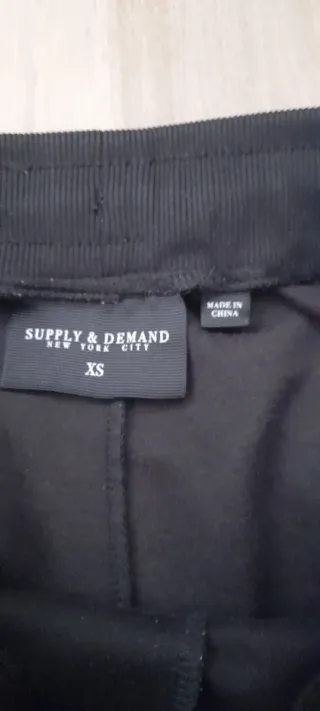 SUPPLY & DEMAND
NEW YORK CITY
XS
MADE IN
CHINA